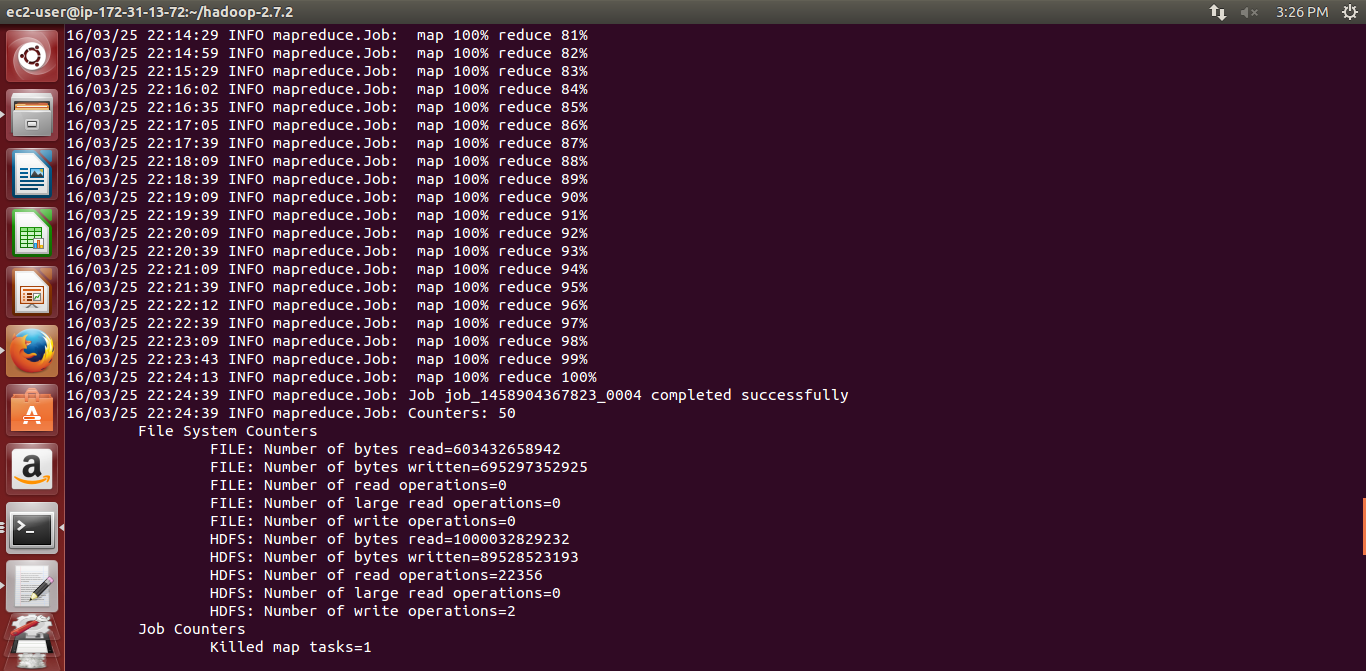 ec2-user@ip-172-31-13-72:~/hadoop-2.7.2
3:26 PM
16/03/25 22:14:29 INFO mapreduce.Job:  map 100% reduce 81%
16/03/25 22:14:59 INFO mapreduce.Job:  map 100% reduce 82%
16/03/25 22:15:29 INFO mapreduce.Job:  map 100% reduce 83%
16/03/25 22:16:02 INFO mapreduce.Job:  map 100% reduce 84%
16/03/25 22:16:35 INFO mapreduce.Job:  map 100% reduce 85%
16/03/25 22:17:05 INFO mapreduce.Job:  map 100% reduce 86%
16/03/25 22:17:39 INFO mapreduce.Job:  map 100% reduce 87%
16/03/25 22:18:09 INFO mapreduce.Job:  map 100% reduce 88%
16/03/25 22:18:39 INFO mapreduce.Job:  map 100% reduce 89%
16/03/25 22:19:09 INFO mapreduce.Job:  map 100% reduce 90%
16/03/25 22:19:39 INFO mapreduce.Job:  map 100% reduce 91%
16/03/25 22:20:09 INFO mapreduce.Job:  map 100% reduce 92%
16/03/25 22:20:39 INFO mapreduce.Job:  map 100% reduce 93%
16/03/25 22:21:09 INFO mapreduce.Job:  map 100% reduce 94%
16/03/25 22:21:39 INFO mapreduce.Job:  map 100% reduce 95%
16/03/25 22:22:12 INFO mapreduce.Job:  map 100% reduce 96%
16/03/25 22:22:39 INFO mapreduce.Job:  map 100% reduce 97%
16/03/25 22:23:09 INFO mapreduce.Job:  map 100% reduce 98%
16/03/25 22:23:43 INFO mapreduce.Job:  map 100% reduce 99%
16/03/25 22:24:13 INFO mapreduce.Job:  map 100% reduce 100%
16/03/25 22:24:39 INFO mapreduce.Job: Job job_1458904367823_0004 completed successfully
16/03/25 22:24:39 INFO mapreduce.Job: Counters: 50
File System Counters
FILE: Number of bytes read=603432658942
FILE: Number of bytes written=695297352925
FILE: Number of read operations=0
FILE: Number of large read operations=0
FILE: Number of write operations=0
HDFS: Number of bytes read=1000032829232
HDFS: Number of bytes written=89528523193
HDFS: Number of read operations=22356
HDFS: Number of large read operations=0
HDFS: Number of write operations=2
Job Counters
Killed map tasks=1